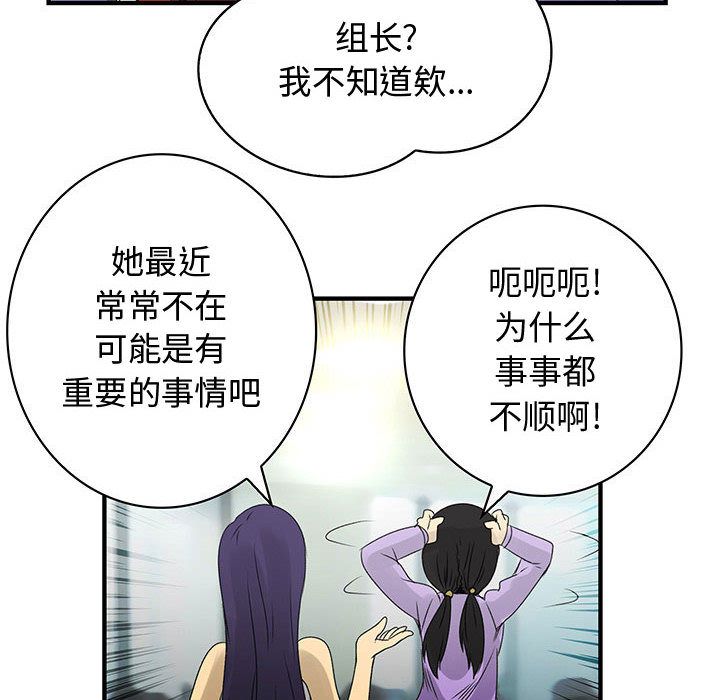 组长?
我不知道欸...
她最近
常常不在
可能是有
重要的事情吧
呃呃呃!
为什么
事事都
不顺啊!